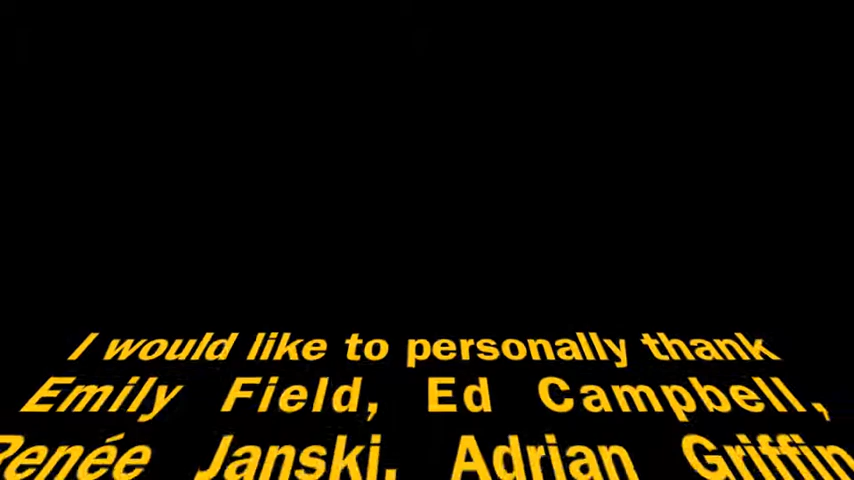 I would like to personally thank
Emily Field, Ed Campbell,
Renée Janski, Adrian Griffin